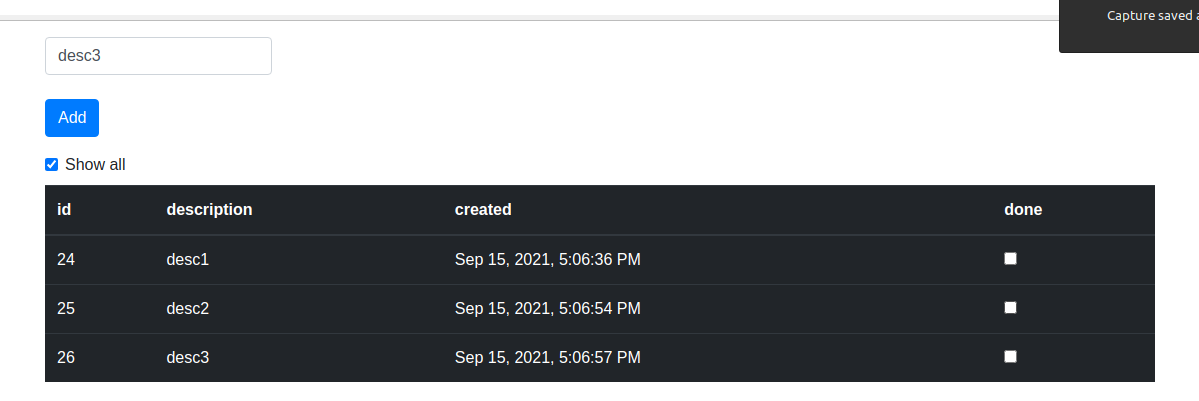 Capture saved a
desc3
Add
Show all
id description created done
24 desc1 Sep 15, 2021, 5:06:36 PM
25 desc2 Sep 15, 2021, 5:06:54 PM
26 desc3 Sep 15, 2021, 5:06:57 PM